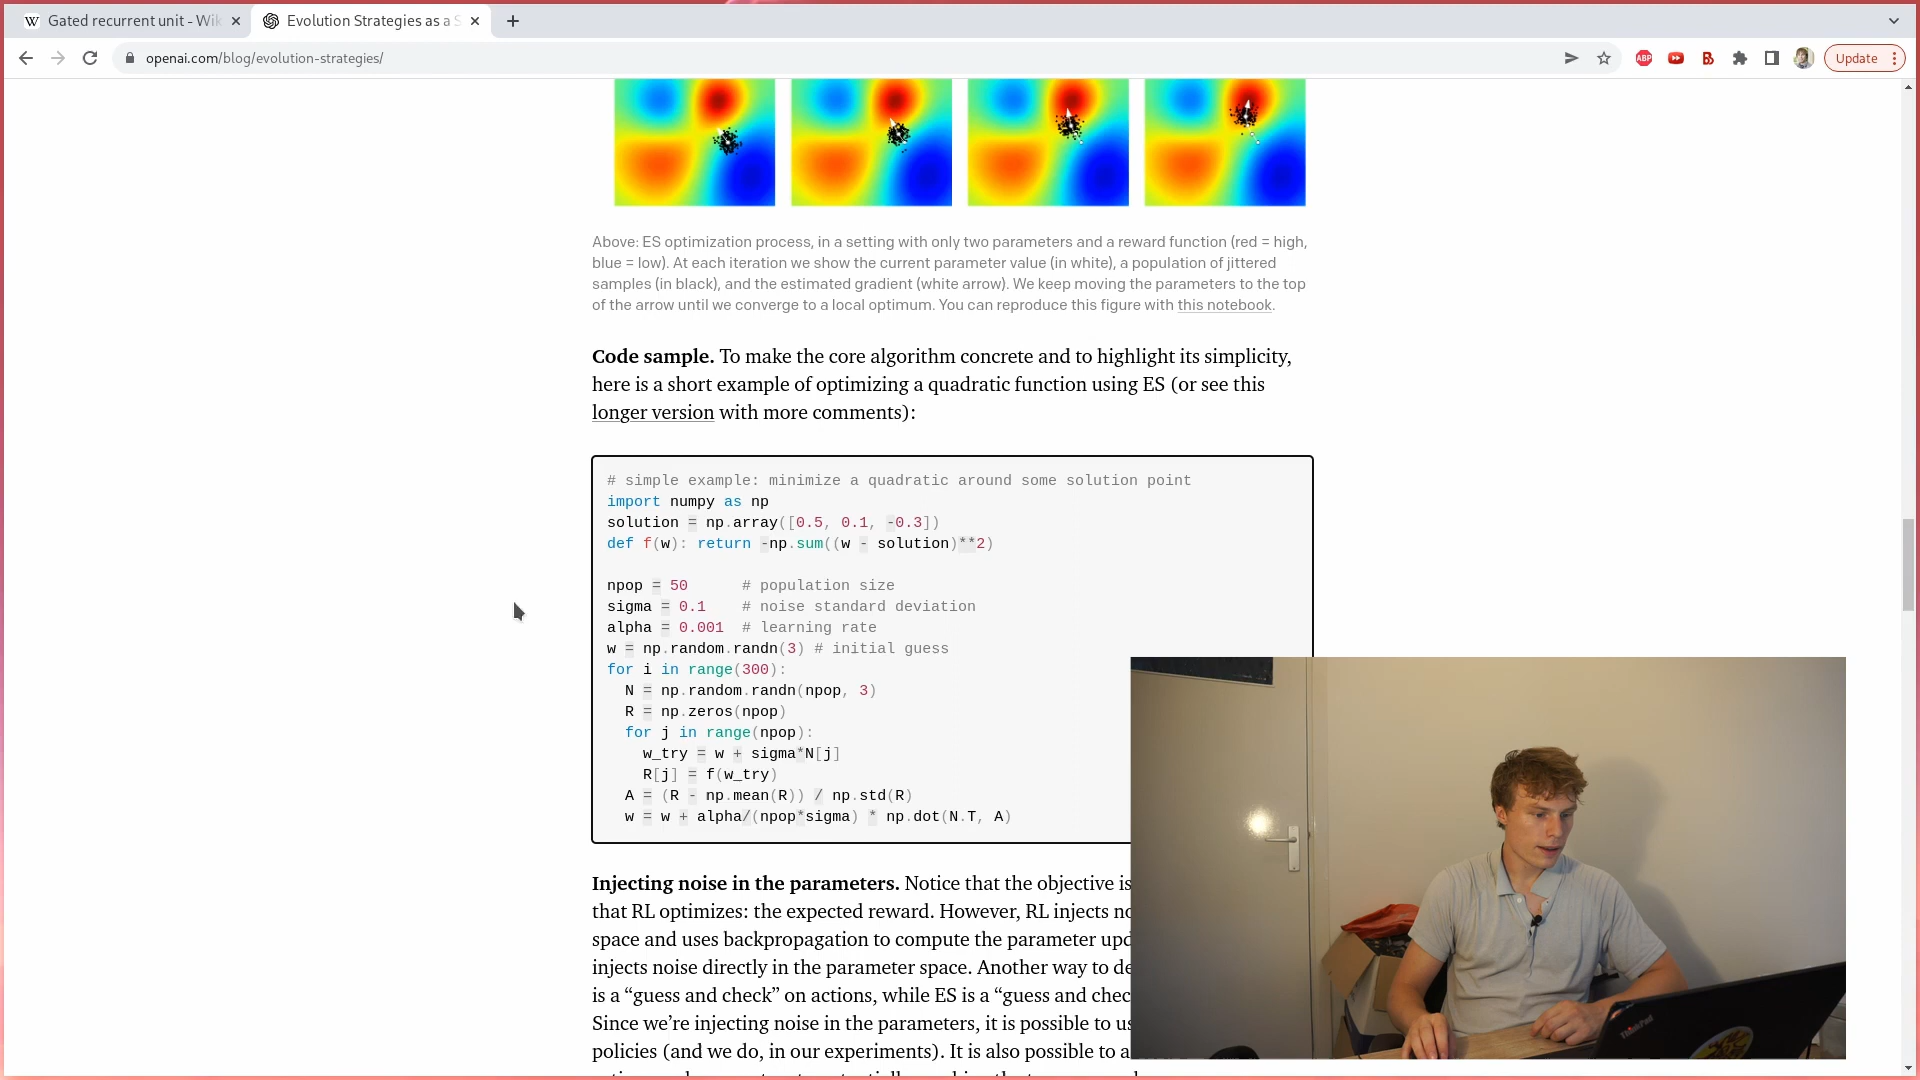 Gated recurrent unit - Wik
Evolution Strategies as a S
openai.com/blog/evolution-strategies/
ABP
B
Update
Above: ES optimization process, in a setting with only two parameters and a reward function (red = high,
blue = low). At each iteration we show the current parameter value (in white), a population of jittered
samples (in black), and the estimated gradient (white arrow). We keep moving the parameters to the top
of the arrow until we converge to a local optimum. You can reproduce this figure with this notebook.
Code sample. To make the core algorithm concrete and to highlight its simplicity,
here is a short example of optimizing a quadratic function using ES (or see this
longer version with more comments):
# simple example: minimize a quadratic around some solution point
import numpy as np
solution = np.array([0.5, 0.1, -0.3])
def f(w): return -np.sum((w - solution)**2)
npop = 50      # population size
sigma = 0.1    # noise standard deviation
alpha = 0.001  # learning rate
w = np.random.randn(3) # initial guess
for i in range(300):
  N = np.random.randn(npop, 3)
  R = np.zeros(npop)
  for j in range(npop):
    w_try = w + sigma*N[j]
    R[j] = f(w_try)
  A = (R - np.mean(R)) / np.std(R)
  w = w + alpha/(npop*sigma) * np.dot(N.T, A)
Injecting noise in the parameters. Notice that the objective is
that RL optimizes: the expected reward. However, RL injects no
space and uses backpropagation to compute the parameter upd
injects noise directly in the parameter space. Another way to de
is a “guess and check” on actions, while ES is a “guess and chec
Since we’re injecting noise in the parameters, it is possible to us
policies (and we do, in our experiments). It is also possible to a
ThinkPad